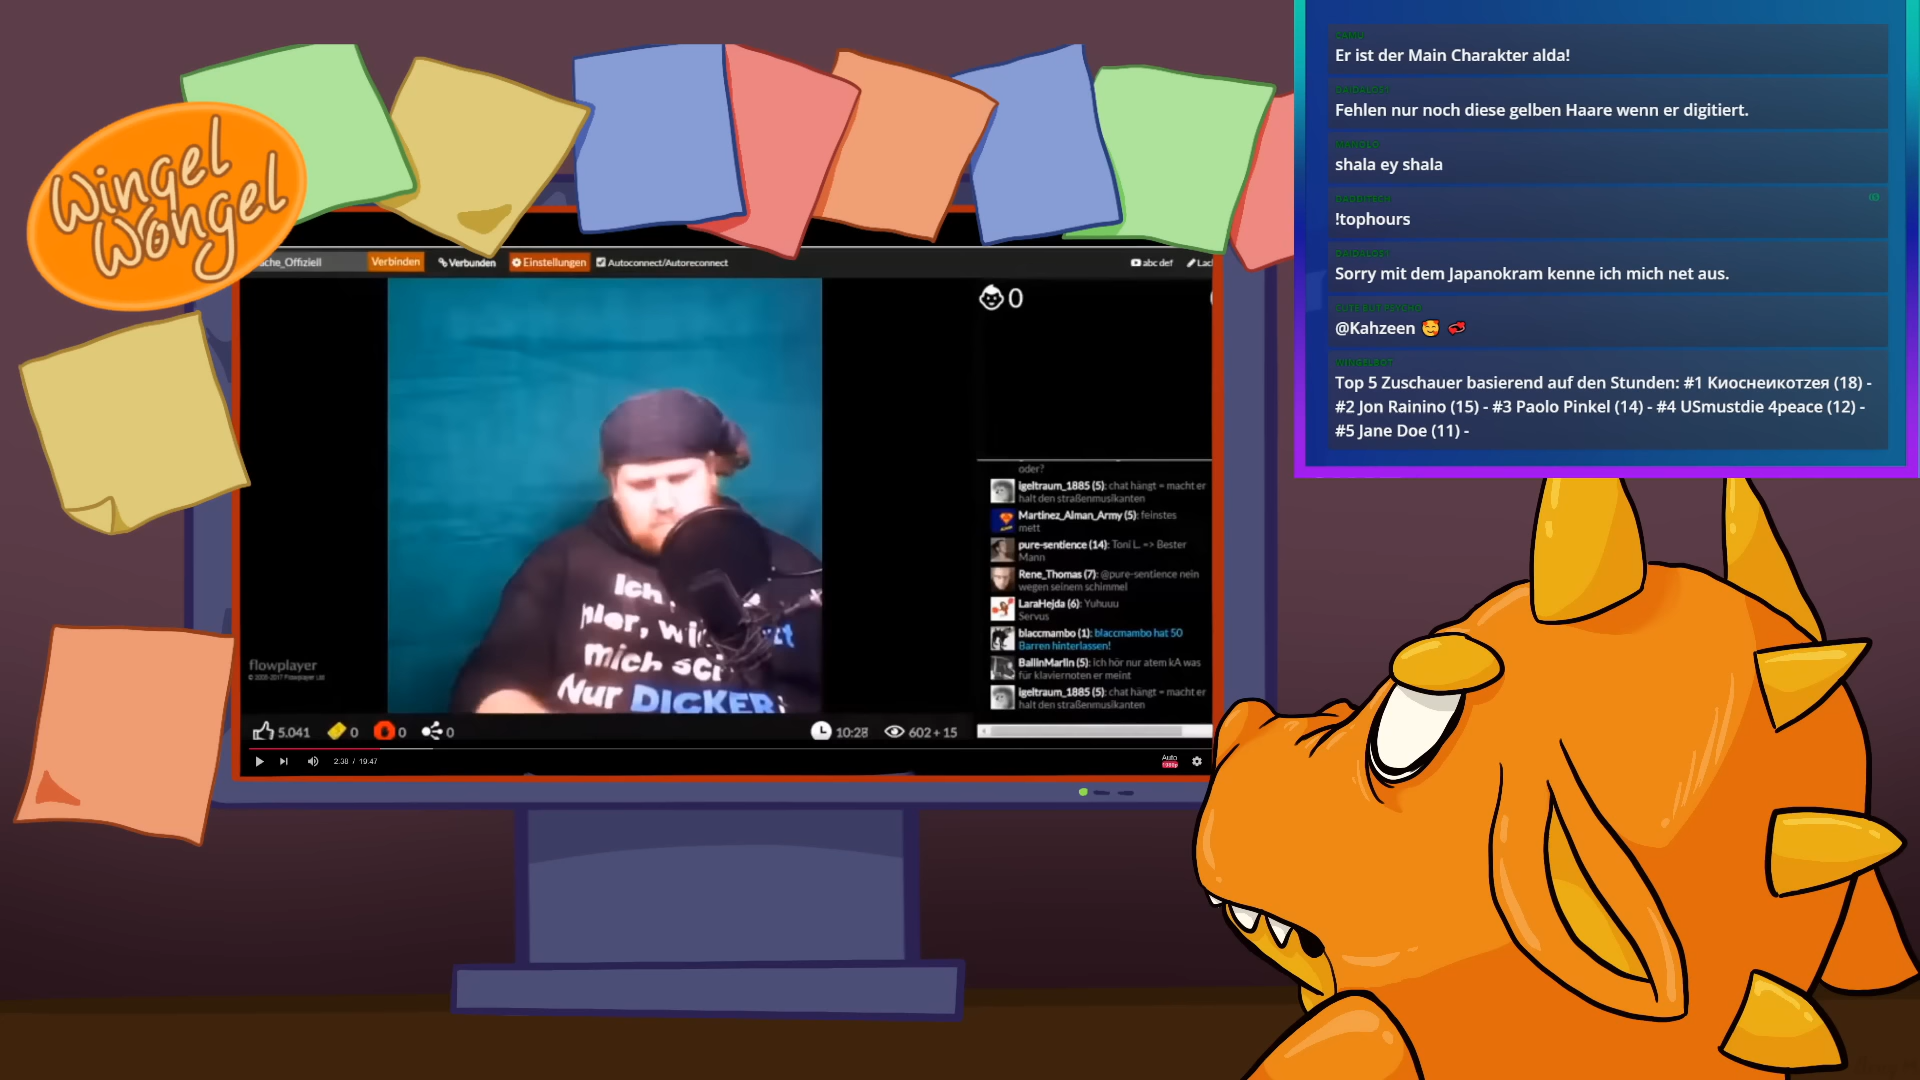 Wingel
Wongel
che_Offiziell
Verbinden
Verbunden
Einstellungen
Autoconnect/Autoreconnect
abc def
Lac
0
oder?
igeltraum_1885 (5): chat hängt = macht er
halt den straßenmusikanten
Martinez_Alman_Army (5): feinstes
mett
pure-sentience (14): Toni L. => Bester
Mann
Rene_Thomas (7): @pure-sentience nein
wegen seinem schimmel
LaraHejda (6): Yuhuuu
Servus
blaccmambo (1): blaccmambo hat 50
Barren hinterlassen!
BallinMarlin (5): ich hör nur atem kA was
für klaviernoten er meint
igeltraum_1885 (5): chat hängt = macht er
halt den straßenmusikanten
Ich
mich sc
Nur DICKER
flowplayer
5.041
0
0
0
10:28
602 + 15
2:38 / 19:47
Auto
1080p
Er ist der Main Charakter alda!
Fehlen nur noch diese gelben Haare wenn er digitiert.
shala ey shala
!tophours
Sorry mit dem Japanokram kenne ich mich net aus.
@Kahzeen 🥰 💝
Top 5 Zuschauer basierend auf den Stunden: #1 Киоснеикотzея (18) -
#2 Jon Rainino (15) - #3 Paolo Pinkel (14) - #4 USmustdie 4peace (12) -
#5 Jane Doe (11) -